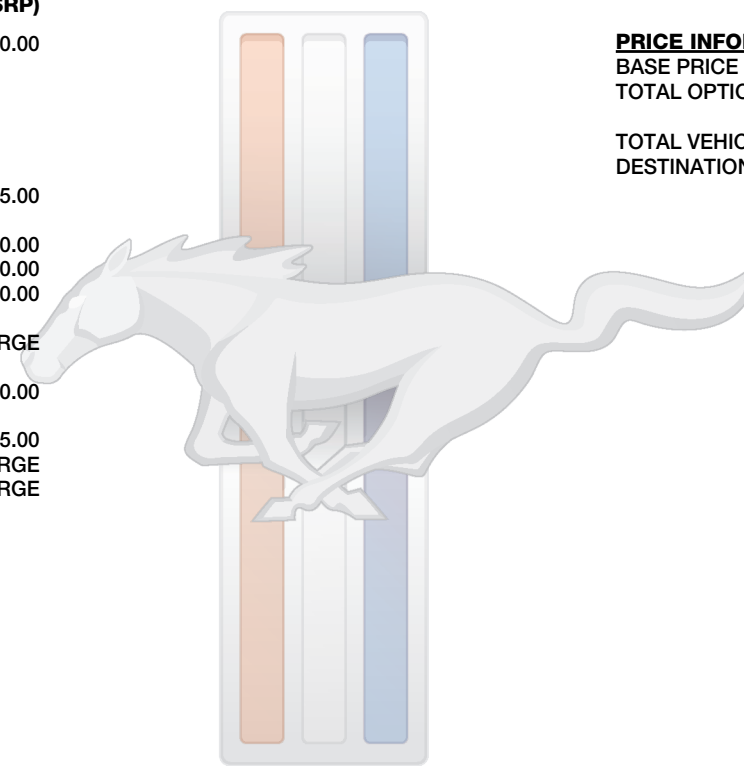 SRP)
0.00
5.00
0.00
0.00
0.00
RGE
0.00
5.00
RGE
RGE
PRICE INFO
BASE PRICE
TOTAL OPTIO
TOTAL VEHIC
DESTINATION